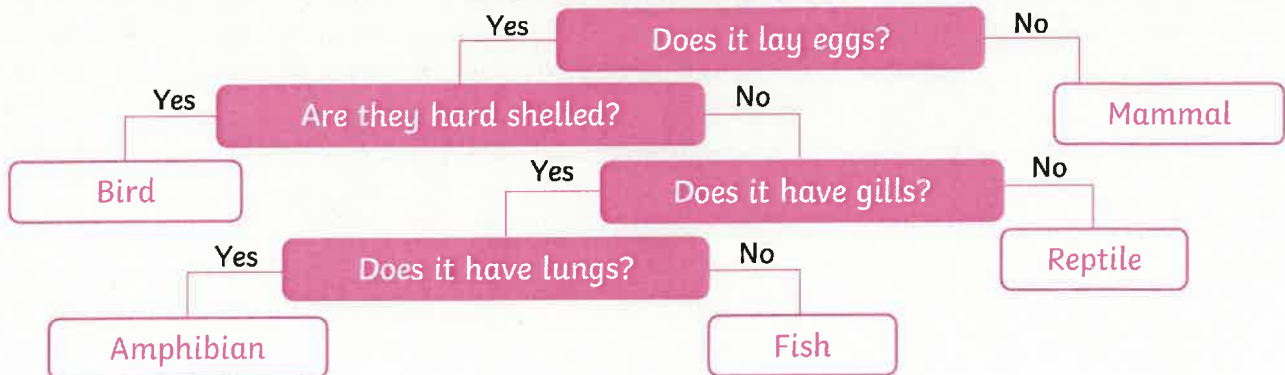 Yes
Does it lay eggs?
No
Yes
Are they hard shelled?
No
Mammal
Bird
Yes
Does it have gills?
No
Yes
Does it have lungs?
No
Reptile
Amphibian
Fish